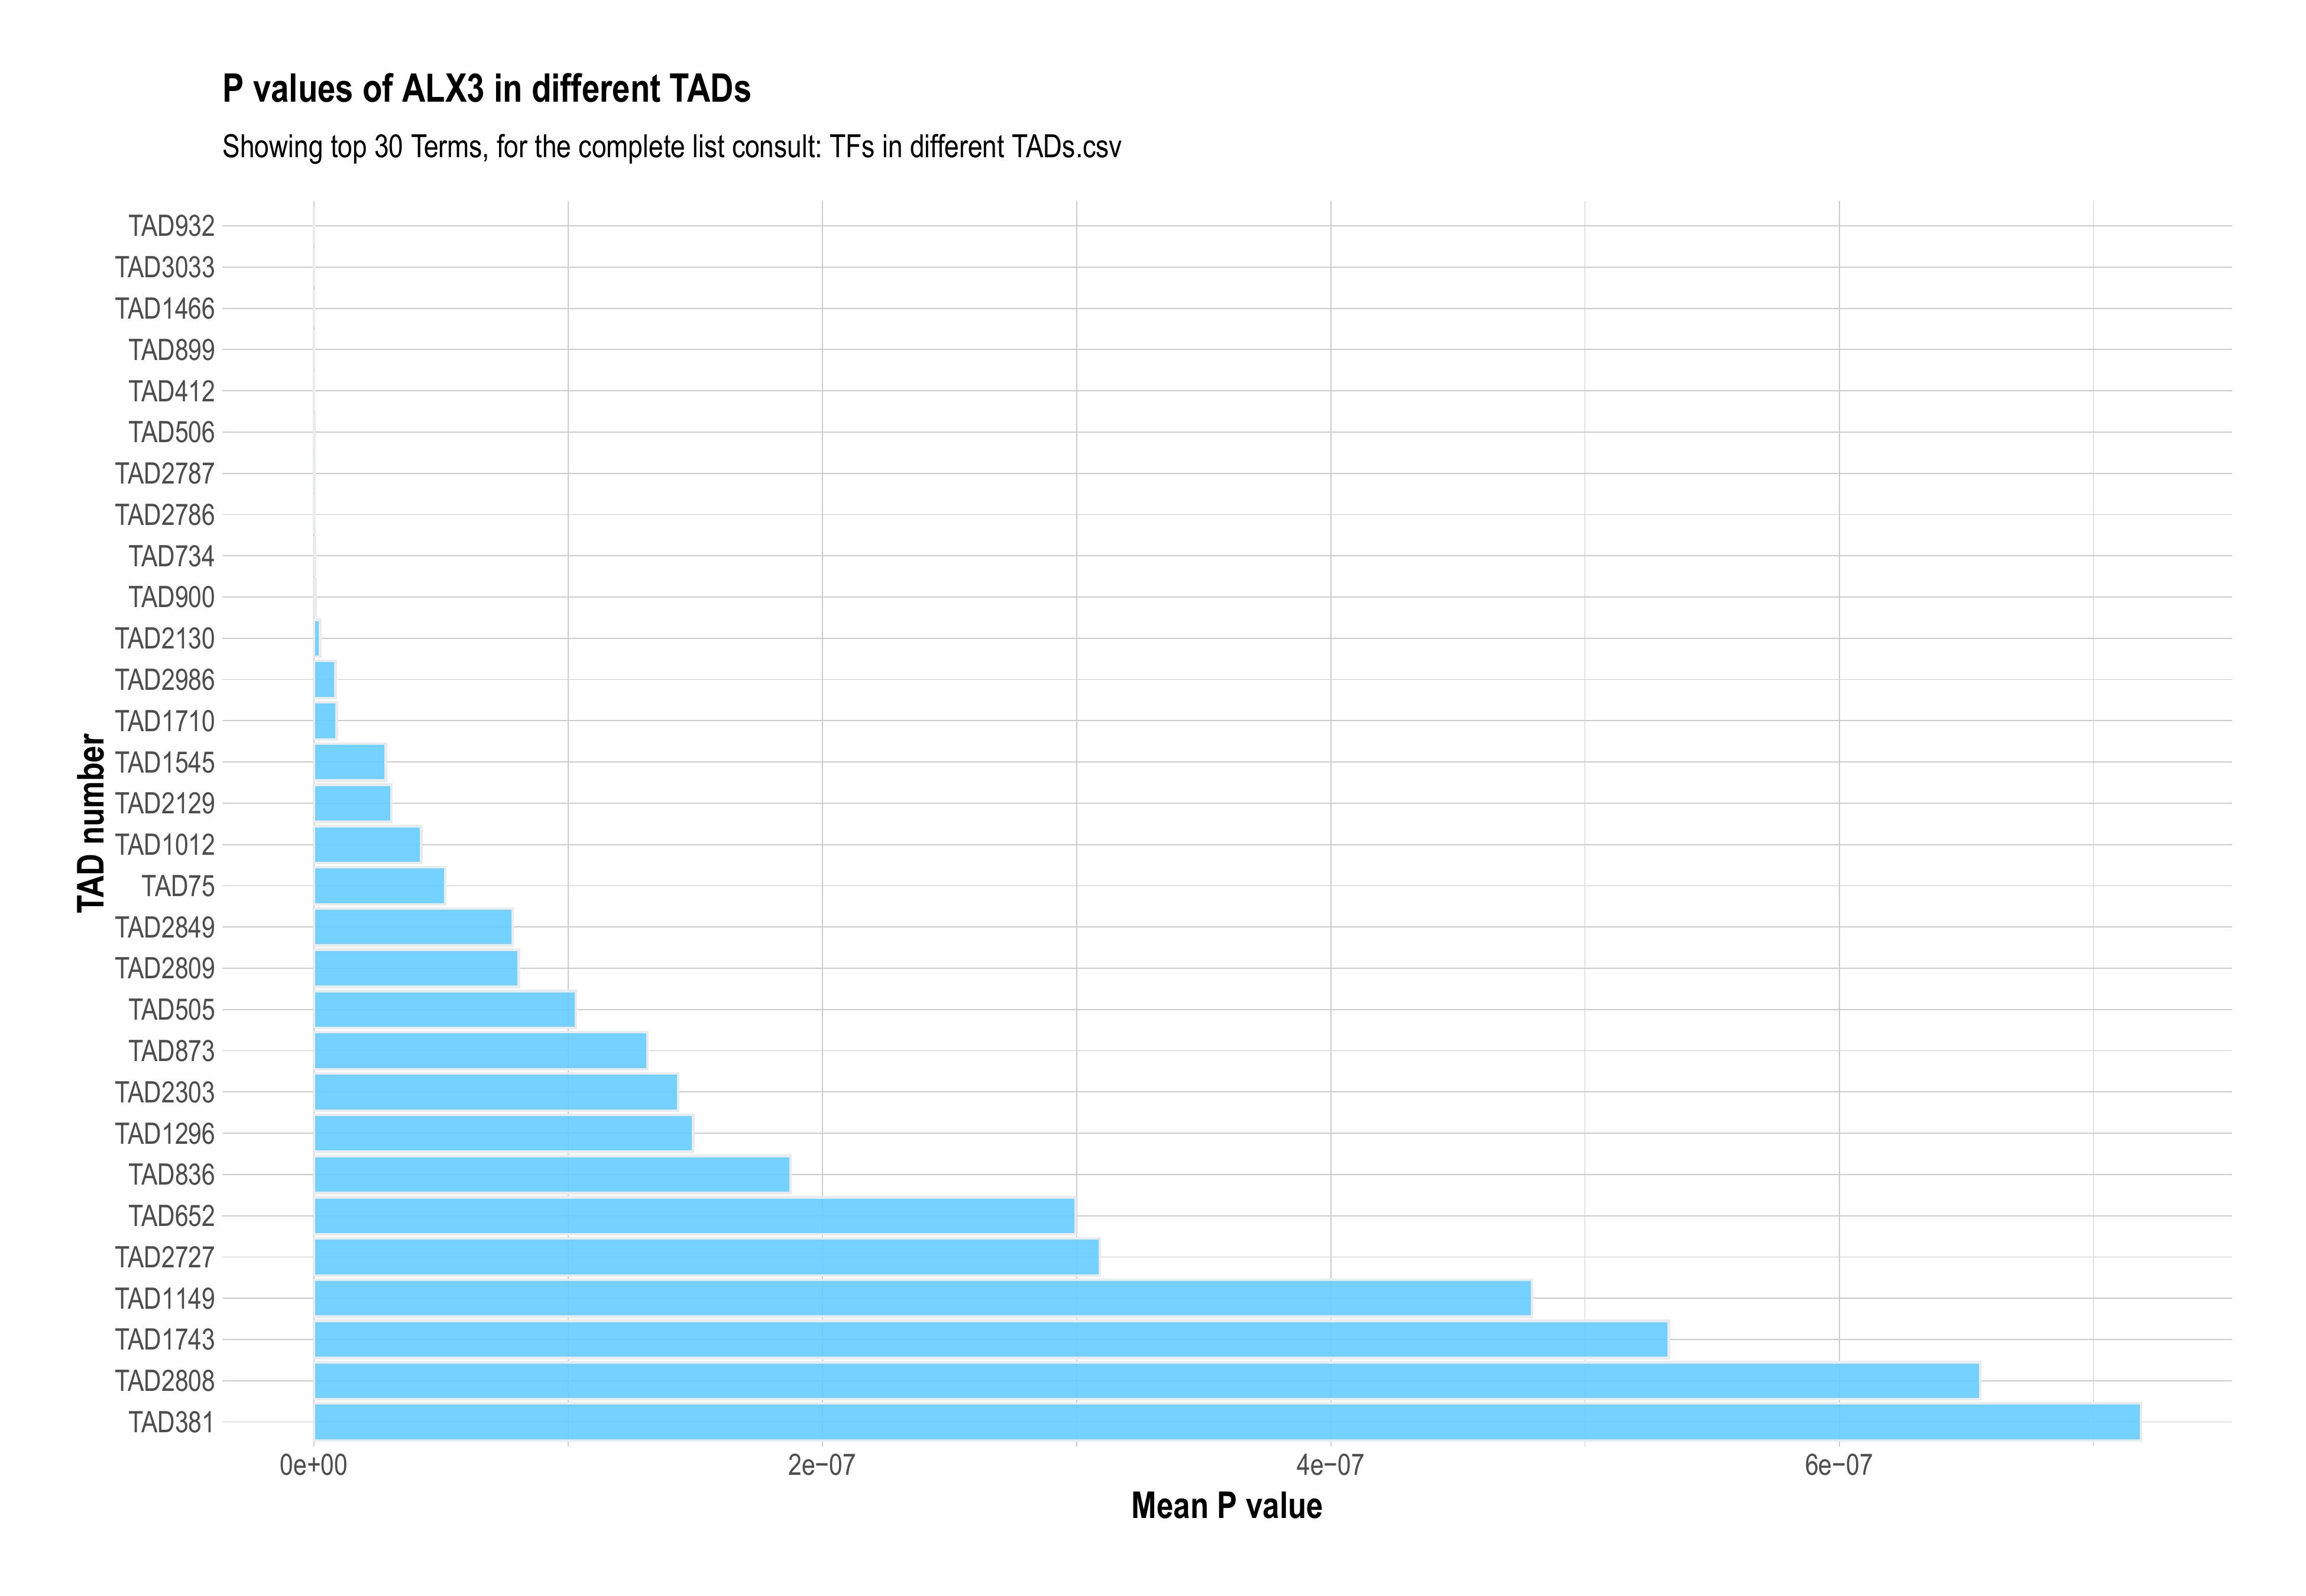 P values of ALX3 in different TADs
Showing top 30 Terms, for the complete list consult: TFs in different TADs.csv
TAD number
TAD932
TAD3033
TAD1466
TAD899
TAD412
TAD506
TAD2787
TAD2786
TAD734
TAD900
TAD2130
TAD2986
TAD1710
TAD1545
TAD2129
TAD1012
TAD75
TAD2849
TAD2809
TAD505
TAD873
TAD2303
TAD1296
TAD836
TAD652
TAD2727
TAD1149
TAD1743
TAD2808
TAD381
0e+00 2e−07 4e−07 6e−07
Mean P value